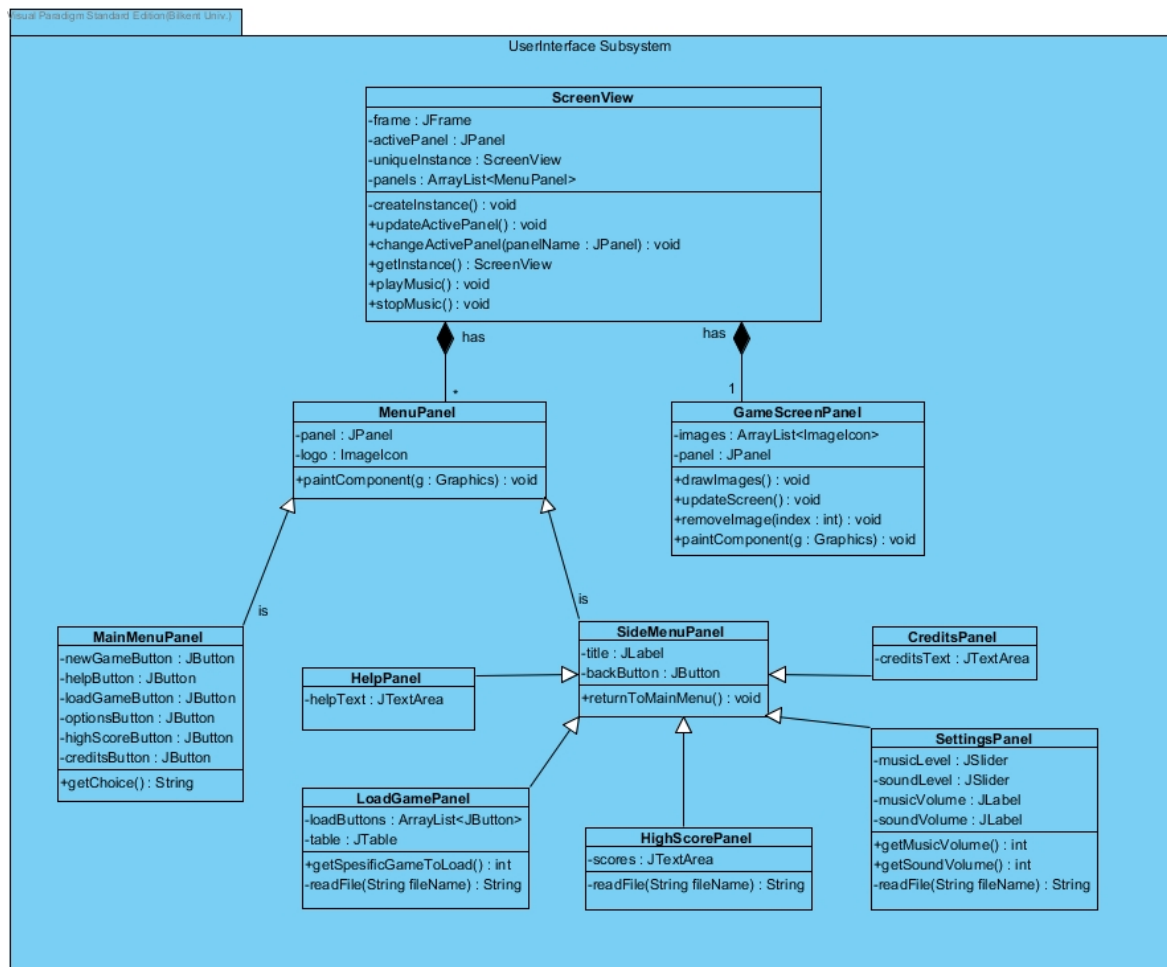 Visual Paradigm Standard Edition(Bilkent Univ.)
UserInterface Subsystem
ScreenView
-frame : JFrame
-activePanel : JPanel
-uniqueInstance : ScreenView
-panels : ArrayList<MenuPanel>
-createInstance() : void
+updateActivePanel() : void
+changeActivePanel(panelName : JPanel) : void
+getInstance() : ScreenView
+playMusic() : void
+stopMusic() : void
has
has
*
1
MenuPanel
-panel : JPanel
-logo : ImageIcon
+paintComponent(g : Graphics) : void
GameScreenPanel
-images : ArrayList<ImageIcon>
-panel : JPanel
+drawImages() : void
+updateScreen() : void
+removeImage(index : int) : void
+paintComponent(g : Graphics) : void
is
is
MainMenuPanel
-newGameButton : JButton
-helpButton : JButton
-loadGameButton : JButton
-optionsButton : JButton
-highScoreButton : JButton
-creditsButton : JButton
+getChoice() : String
SideMenuPanel
-title : JLabel
-backButton : JButton
+returnToMainMenu() : void
CreditsPanel
-creditsText : JTextArea
HelpPanel
-helpText : JTextArea
SettingsPanel
-musicLevel : JSlider
-soundLevel : JSlider
-musicVolume : JLabel
-soundVolume : JLabel
+getMusicVolume() : int
+getSoundVolume() : int
-readFile(String fileName) : String
LoadGamePanel
-loadButtons : ArrayList<JButton>
-table : JTable
+getSpesificGameToLoad() : int
-readFile(String fileName) : String
HighScorePanel
-scores : JTextArea
-readFile(String fileName) : String